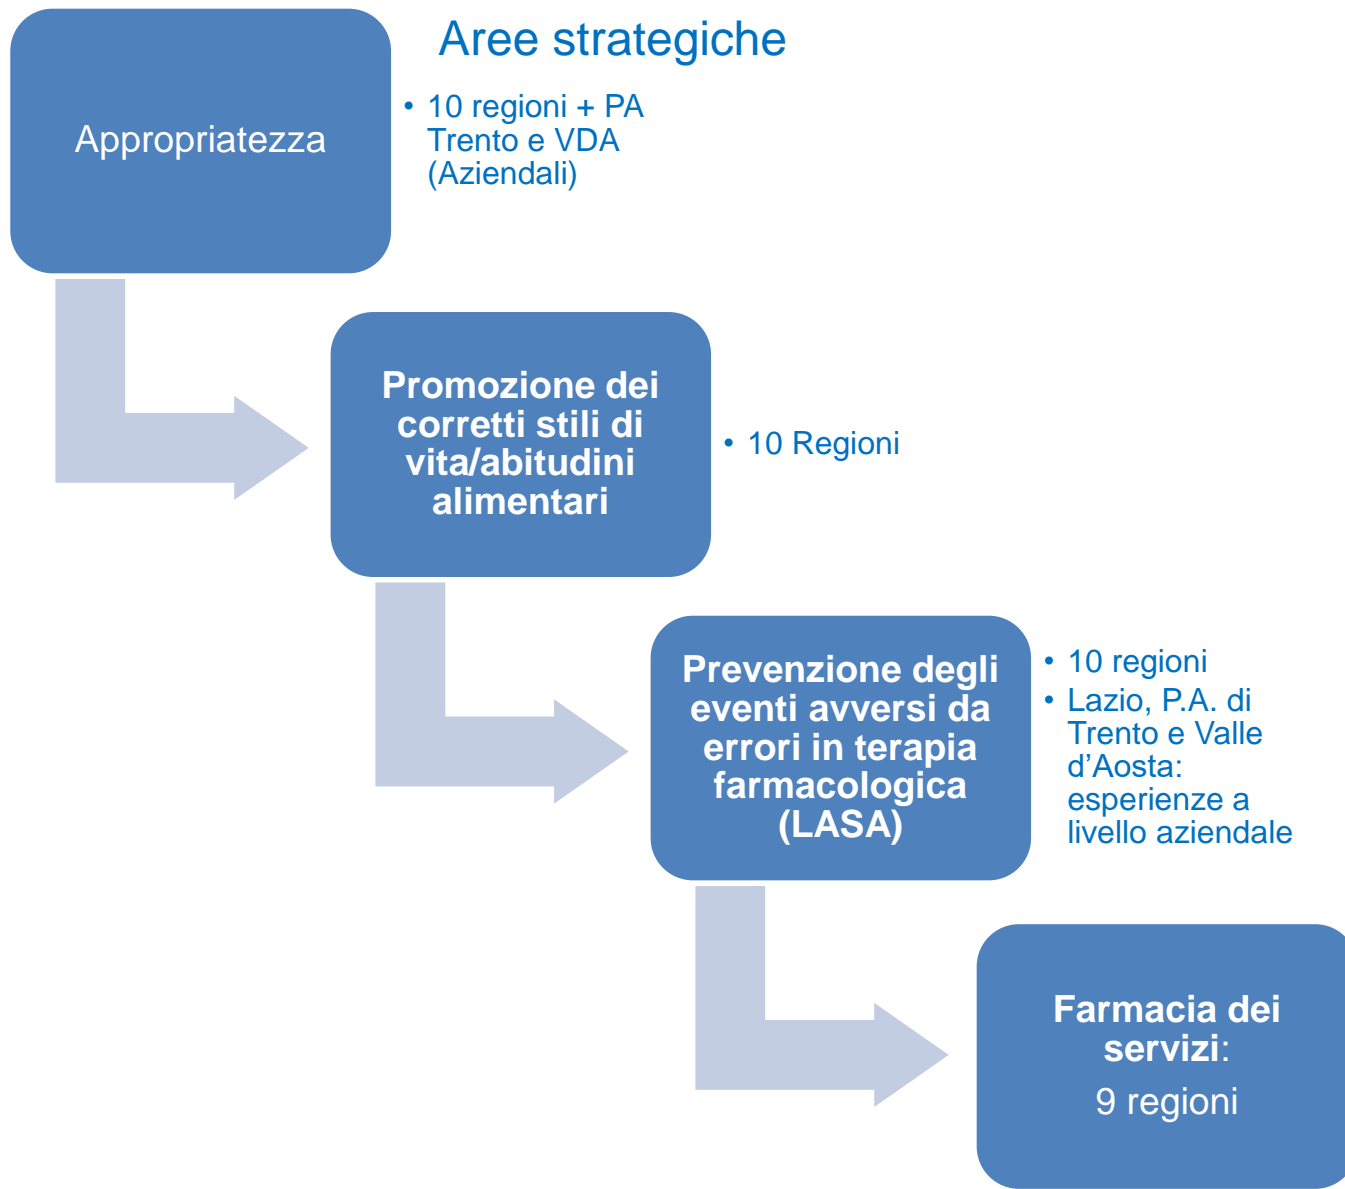 Aree strategiche
Appropriatezza
• 10 regioni + PA
Trento e VDA
(Aziendali)
Promozione dei
corretti stili di
vita/abitudini
alimentari
• 10 Regioni
Prevenzione degli
eventi avversi da
errori in terapia
farmacologica
(LASA)
• 10 regioni
• Lazio, P.A. di
Trento e Valle
d’Aosta:
esperienze a
livello aziendale
Farmacia dei
servizi:
9 regioni